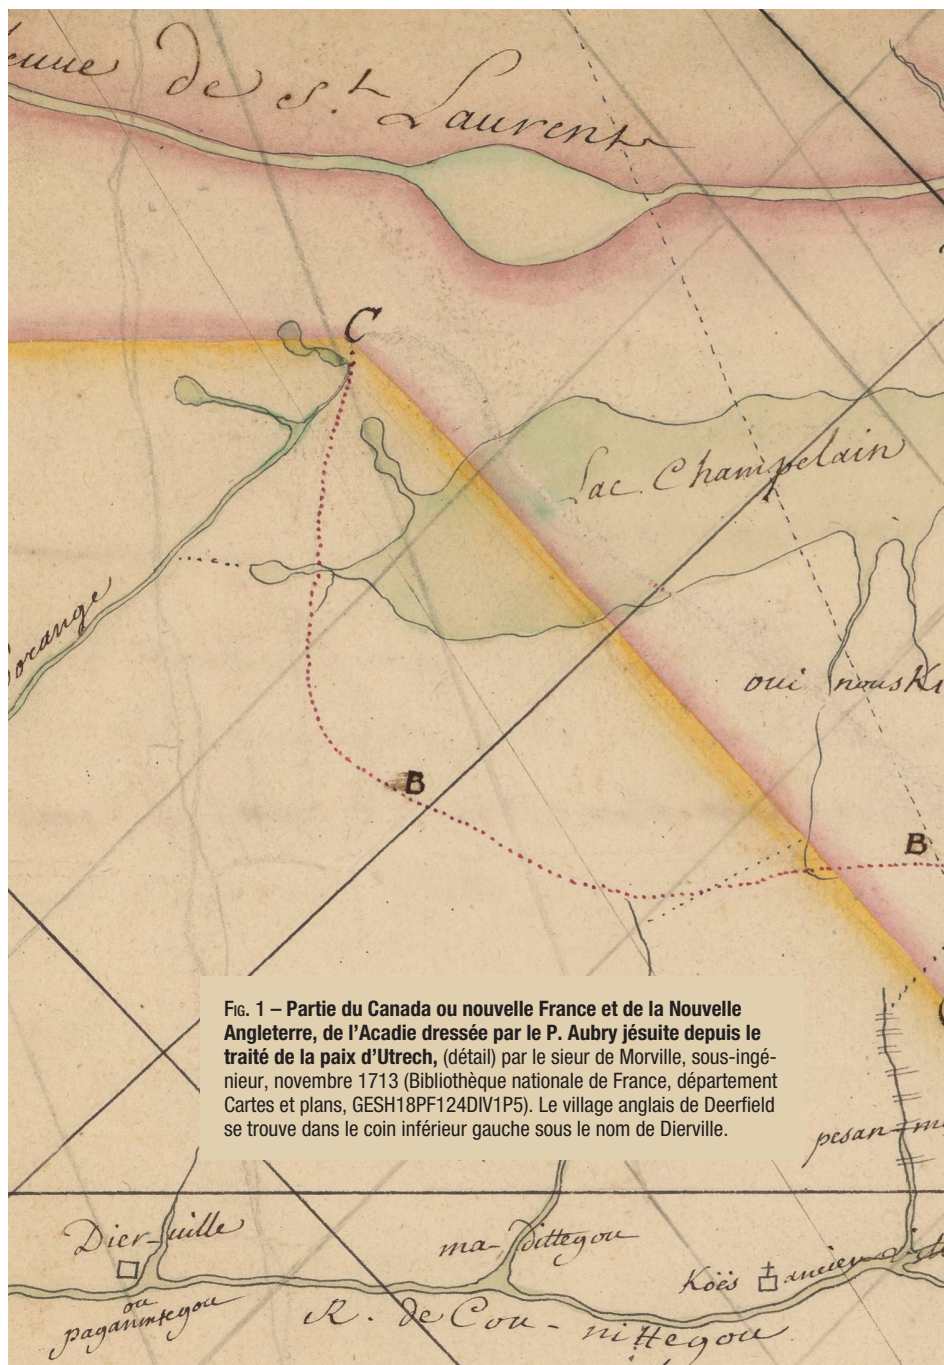 de St. Laurent
C
Lac Champelain
orange
oui nousKi
B
B
FIG. 1 – Partie du Canada ou nouvelle France et de la Nouvelle
Angleterre, de l’Acadie dressée par le P. Aubry jésuite depuis le
traité de la paix d’Utrech, (détail) par le sieur de Morville, sous-ingé-
nieur, novembre 1713 (Bibliothèque nationale de France, département
Cartes et plans, GESH18PF124DIV1P5). Le village anglais de Deerfield
se trouve dans le coin inférieur gauche sous le nom de Dierville.
pesan-
Dier-uille
ma-dittegou
Köés ancien
ou
paganintegou
R. de Cou-nittegou